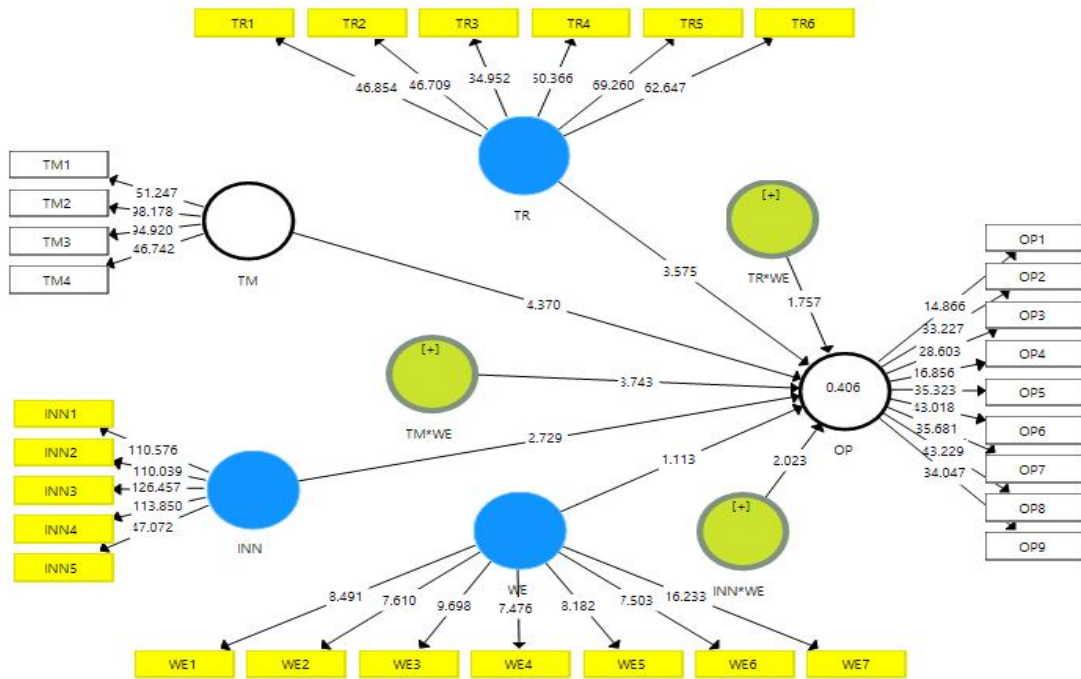 TR1
TR2
TR3
TR4
TR5
TR6
46.854
46.709
34.952
69.260
62.647
TR
TM1
TM2
TM3
TM4
51.247
98.178
94.920
46.742
TM
[+]
TR*WE
3.575
1.757
4.370
[+]
TM*WE
3.743
2.729
1.113
2.023
0.406
OP
OP1
OP2
OP3
OP4
OP5
OP6
OP7
OP8
OP9
14.866
33.227
28.603
16.856
35.323
43.018
35.681
43.229
34.047
INN1
INN2
INN3
INN4
INN5
110.576
110.039
126.457
113.850
47.072
INN
[+]
INN*WE
WE
8.491
7.610
9.698
7.476
8.182
7.503
16.233
WE1
WE2
WE3
WE4
WE5
WE6
WE7